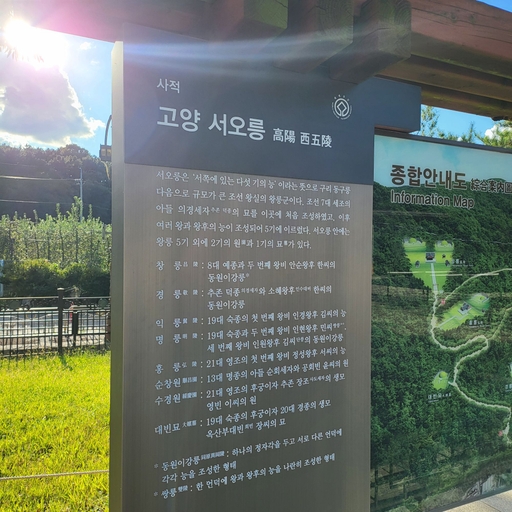 사적
고양 서오릉 高陽 西五陵
서오릉은 '서쪽에 있는 다섯 기의 능'이라는 뜻으로 구리 동구릉
다음으로 규모가 큰 조선 왕실의 왕릉군이다. 조선 7대 세조의
아들 의경세자의 묘를 이곳에 처음 조성하였고, 이후
여러 왕과 왕후의 능이 조성되어 5기에 이르렀다. 서오릉 안에는
왕릉 5기 외에 2기의 원과 1기의 묘가 있다.
창 릉 : 8대 예종과 두 번째 왕비 안순왕후 한씨의
동원이강릉
경 릉 : 추존 덕종과 소혜왕후 한씨의
동원이강릉
익 릉 : 19대 숙종의 첫 번째 왕비 인경왕후 김씨의 능
명 릉 : 19대 숙종과 두 번째 왕비 인현왕후 민씨
세 번째 왕비 인원왕후 김씨의 동원이강릉
홍 릉 : 21대 영조의 첫 번째 왕비 정성왕후 서씨의 능
순창원 : 13대 명종의 아들 순회세자와 공회빈 윤씨의 원
수경원 : 21대 영조의 후궁이자 추존 장조의 생모
영빈 이씨의 원
대빈묘 : 19대 숙종의 후궁이자 20대 경종의 생모
옥산부대빈 장씨의 묘
동원이강릉 : 하나의 정자각을 두고 서로 다른 언덕에
각각 능을 조성한 형태
쌍릉 : 한 언덕에 왕과 왕후의 능을 나란히 조성한 형태
종합안내도 綜合案內圖
Information Map